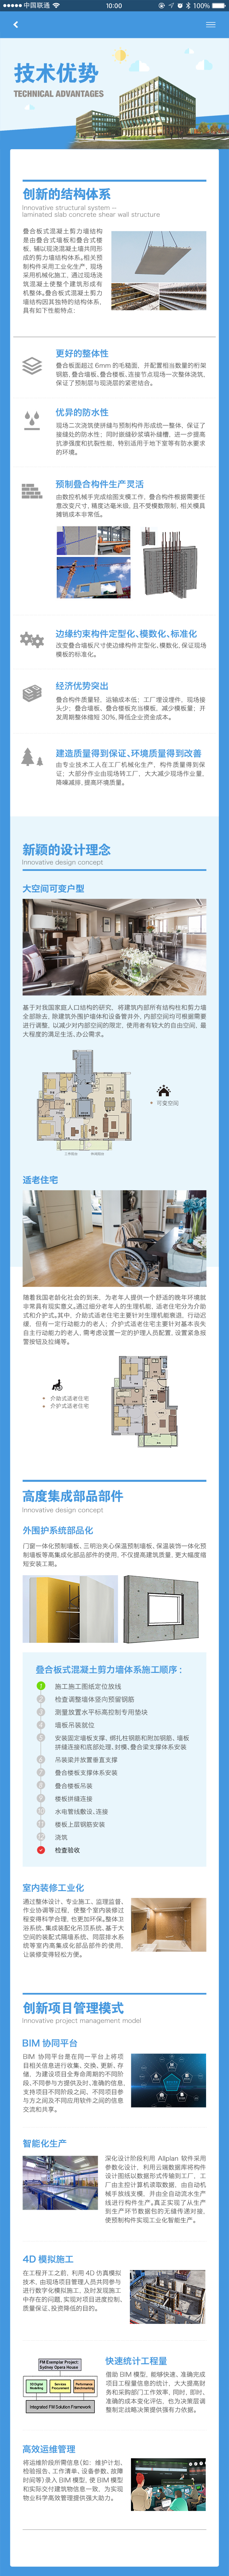 中国联通
10:00
100%
技术优势
TECHNICAL ADVANTAGES
创新的结构体系
Innovative structural system --
laminated slab concrete shear wall structure
叠合板式混凝土剪力墙结构
是由叠合式墙板和叠合式楼
板, 辅以现浇混凝土墙共同形
成的剪力墙结构体系。相关预
制构件采用工业化生产, 现场
采用机械化施工, 通过现场浇
筑混凝土使整个建筑形成有
机整体。叠合板式混凝土剪力
墙结构因其独特的结构体系,
具有如下性能特点:
更好的整体性
叠合板面超过 6mm 的毛糙面, 并配置相当数量的桁架
钢筋, 叠合墙板、叠合楼板、连接节点现场一次整体浇筑,
保证了预制层与现浇层的紧密结合。
优异的防水性
现场二次浇筑使拼缝与预制构件形成统一整体, 保证了
接缝处的防水性; 同时嵌缝砂浆填补缝槽, 进一步提高
抗渗强度和抗裂性能, 特别适用于地下室等有防水要求
的环境。
预制叠合构件生产灵活
由数控机械手完成绘图支模工作, 叠合构件根据需要任
意改变尺寸, 精度达毫米级, 且不受模数限制, 相关模具
摊销成本非常低。
边缘约束构件定型化、模数化、标准化
改变叠合墙板尺寸使边缘构件定型化、模数化, 保证现场
模板的标准化。
经济优势突出
叠合构件质量轻, 运输成本低; 工厂埋设埋件, 现场接
头少; 叠合墙板、叠合楼板充当模板, 减少模板量; 开
发周期整体缩短 30%, 降低企业资金成本。
建造质量得到保证、环境质量得到改善
由专业技术工人在工厂机械化生产, 构件质量得到保
证; 大部分作业由现场转工厂, 大大减少现场作业量,
降噪减排, 提高环境质量。
新颖的设计理念
Innovative design concept
大空间可变户型
基于对我国家庭人口结构的研究, 将建筑内部所有结构柱和剪力墙
全部除去, 除建筑外围护墙体和设备管井外, 内部空间均可根据需要
进行调整, 以减少对内部空间的限定, 使用者有较大的自由空间, 最
大程度的满足生活、办公需求。
可变空间
适老住宅
随着我国老龄化社会的到来, 为老年人提供一个舒适的晚年环境就
非常具有现实意义。通过细分老年人的生理机能, 适老住宅分为介助
式和介护式。其中, 介助式适老住宅主要针对生理机能衰退, 行动迟
缓, 但有一定行动能力的老人; 介护式适老住宅主要针对基本丧失
自主行动能力的老人, 需考虑设置一定的护理人员配置, 设置紧急报
警按钮及拉绳等。
介助式适老住宅
介护式适老住宅
高度集成部品部件
Innovative design concept
外围护系统部品化
门窗一体化预制墙板, 三明治夹心保温预制墙板, 保温装饰一体化预
制墙板等高集成化部品部件的使用, 不仅提高建筑质量, 更大幅度缩
短安装工期。
叠合板式混凝土剪力墙体系施工顺序 :
1 施工施工图纸定位放线
2 检查调整墙体竖向预留钢筋
3 测量放置水平标高控制专用垫块
4 墙板吊装就位
5 安装固定墙板支撑、绑扎柱钢筋和附加钢筋、墙板
拼缝连接和底部处理、封模、叠合梁支撑体系安装
6 吊装梁并放置垂直支撑
7 叠合楼板支撑体系安装
8 叠合楼板吊装
9 楼板拼缝连接
10 水电管线敷设、连接
11 楼板上层钢筋安装
12 浇筑
检查验收
室内装修工业化
通过整体设计、专业施工、监理监督、
作业协调等过程, 使整个室内装修过
程变得科学合理, 也更加环保。整体卫
浴系统, 集成装配化吊顶系统, 基于大
空间的装配式隔墙系统、同层排水系
统等室内高集成化部品部件的使用,
让装修变得轻松方便。
创新项目管理模式
Innovative project management model
BIM 协同平台
BIM 协同平台是在同一平台上将项
目相关信息进行收集、交换、更新、存
储、为建设项目全寿命周期的不同阶
段, 不同参与方提供及时、准确的信息,
支持项目不同阶段之间、不同项目参
与方之间及不同应用软件之间的信息
交流和共享。
智能化生产
深化设计阶段利用 Allplan 软件采用
参数化设计, 利用云端数据库将构件
设计图纸以数据形式传输到工厂, 工
厂由主控计算机读取数据, 由自动机
械手放线支模, 并由全自动流水生产
线进行构件生产。真正实现了从生产
到生产环节数据包的无缝传递对接,
使预制构件实现工业化智能生产。
4D 模拟施工
在工程开工之前, 利用 4D 仿真模拟
技术, 由现场项目管理人员共同参与
进行数字化模拟施工, 及时发现施工
中存在的问题, 实现对项目进度控制、
质量保证、投资降低的目的。
FM Exemplar Project:
Sydney Opera House
3D Digital
Modelling
Services
Procurement
Performance
Benchmarking
Integrated FM Solution Framework
快速统计工程量
借助 BIM 模型, 能够快速、准确完成
项目工程量信息的统计, 大大提高财
务和采购部门工作效率, 同时, 即时、
准确的成本变化评估, 也为决策层调
整制定战略决策提供强有力依据。
高效运维管理
将运维阶段所需信息(如: 维护计划、
检验报告、工作清单、设备参数、故障
时间等)录入 BIM 模型, 使 BIM 模型
和实际交付建筑物信息一致, 为实现
物业科学高效管理提供强大助力。